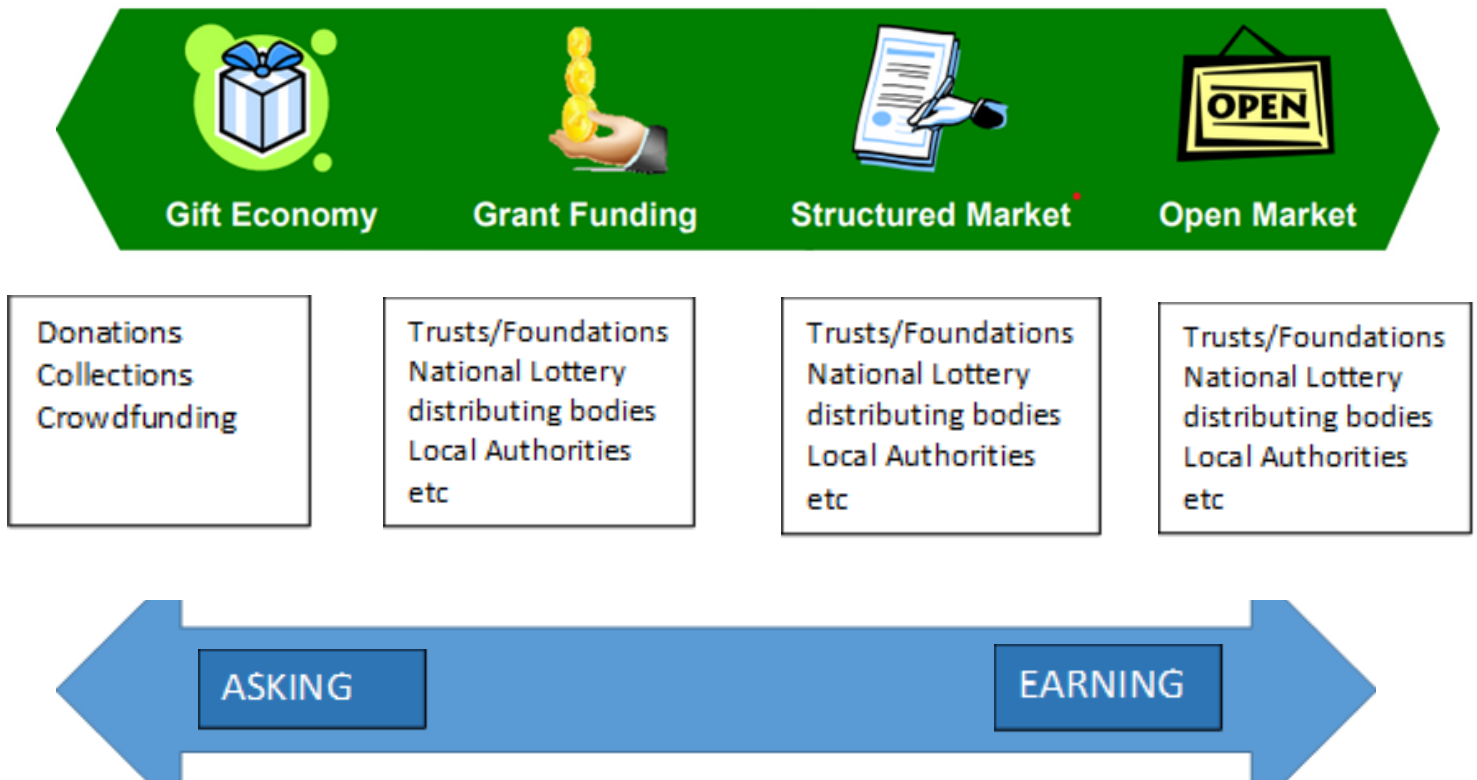 OPEN
Gift Economy
Grant Funding
Structured Market
Open Market
Donations
Collections
Crowdfunding
Trusts/Foundations
National Lottery
distributing bodies
Local Authorities
etc
Trusts/Foundations
National Lottery
distributing bodies
Local Authorities
etc
Trusts/Foundations
National Lottery
distributing bodies
Local Authorities
etc
ASKING
EARNING